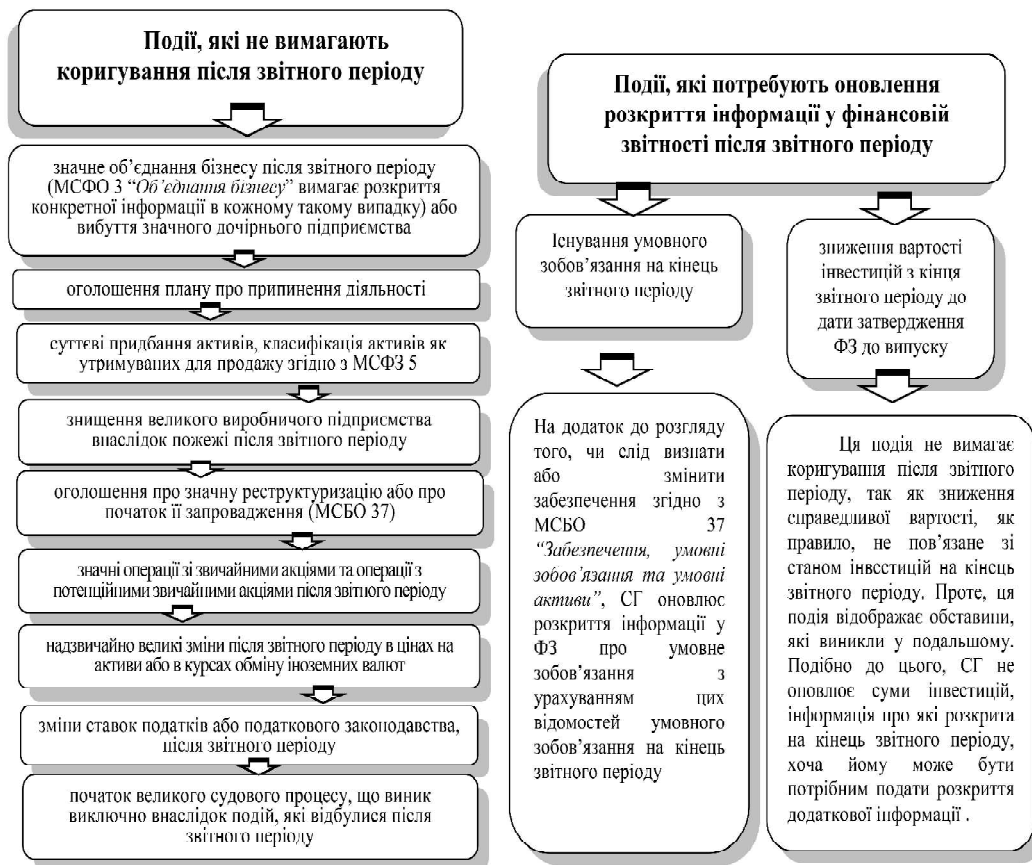 Події, які не вимагають
коригування після звітного періоду
значне об’єднання бізнесу після звітного періоду
(МСФО 3 “Об’єднання бізнесу” вимагає розкриття
конкретної інформації в кожному такому випадку) або
вибуття значного дочірнього підприємства
оголошення плану про припинення діяльності
суттєві придбання активів, класифікація активів як
утримуваних для продажу згідно з МСФЗ 5
знищення великого виробничого підприємства
внаслідок пожежі після звітного періоду
оголошення про значну реструктуризацію або про
початок її запровадження (МСБО 37)
значні операції зі звичайними акціями та операції з
потенційними звичайними акціями після звітного періоду
надзвичайно великі зміни після звітного періоду в цінах на
активи або в курсах обміну іноземних валют
зміни ставок податків або податкового законодавства,
після звітного періоду
початок великого судового процесу, що виник
виключно внаслідок подій, які відбулися після
звітного періоду
Події, які потребують оновлення
розкриття інформації у фінансовій
звітності після звітного періоду
Існування умовного
зобов’язання на кінець
звітного періоду
На додаток до розгляду
того, чи слід визнати
або змінити
забезпечення згідно з
МСБО 37
“Забезпечення, умовні
зобов’язання та умовні
активи”, СГ оновлює
розкриття інформації у
ФЗ про умовне
зобов’язання з
урахуванням цих
відомостей умовного
зобов’язання на кінець
звітного періоду
зниження вартості
інвестицій з кінця
звітного періоду до
дати затвердження
ФЗ до випуску
Ця подія не вимагає
коригування після звітного
періоду, так як зниження
справедливої вартості, як
правило, не пов’язане зі
станом інвестицій на кінець
звітного періоду. Проте, ця
подія відображає обставини,
які виникли у подальшому.
Подібно до цього, СГ не
оновлює суми інвестицій,
інформація про які розкрита
на кінець звітного періоду,
хоча йому може бути
потрібним подати розкриття
додаткової інформації .